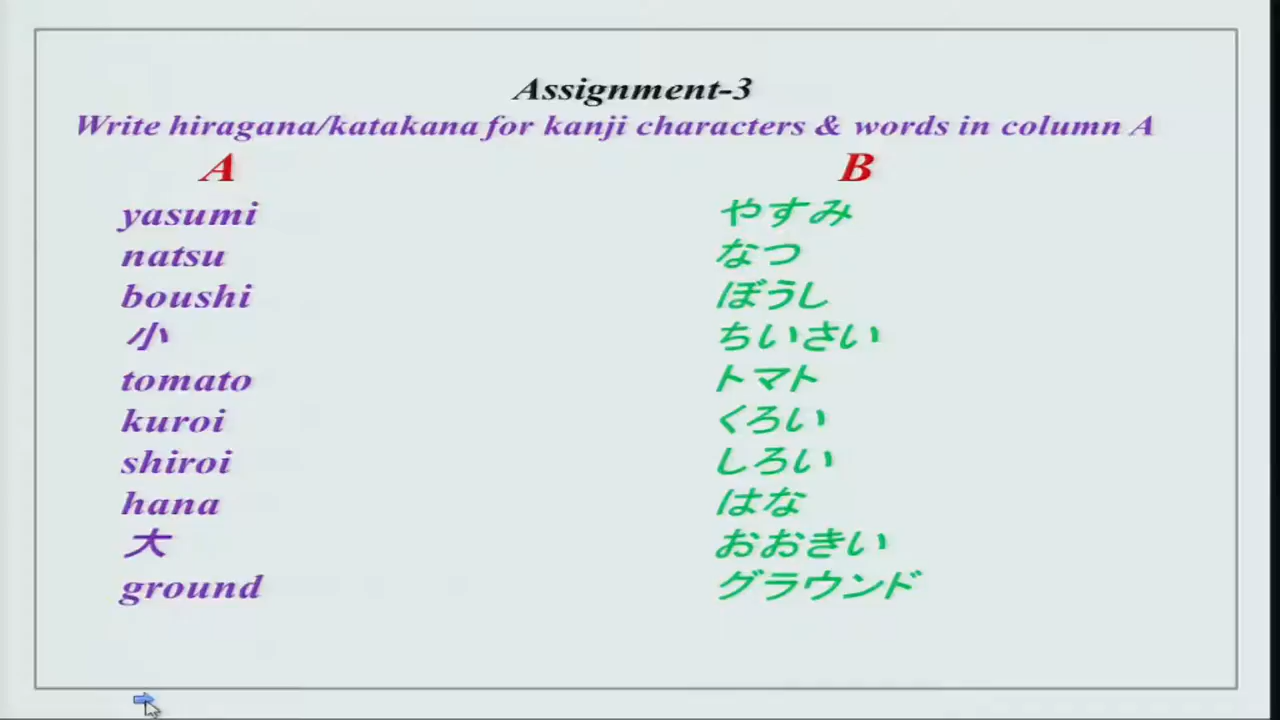 Assignment-3
Write hiragana/katakana for kanji characters & words in column A
A B
yasumi やすみ
natsu なつ
boushi ぼうし
小 ちいさい
tomato トマト
kuroi くろい
shiroi しろい
hana はな
大 おおきい
ground グラウンド